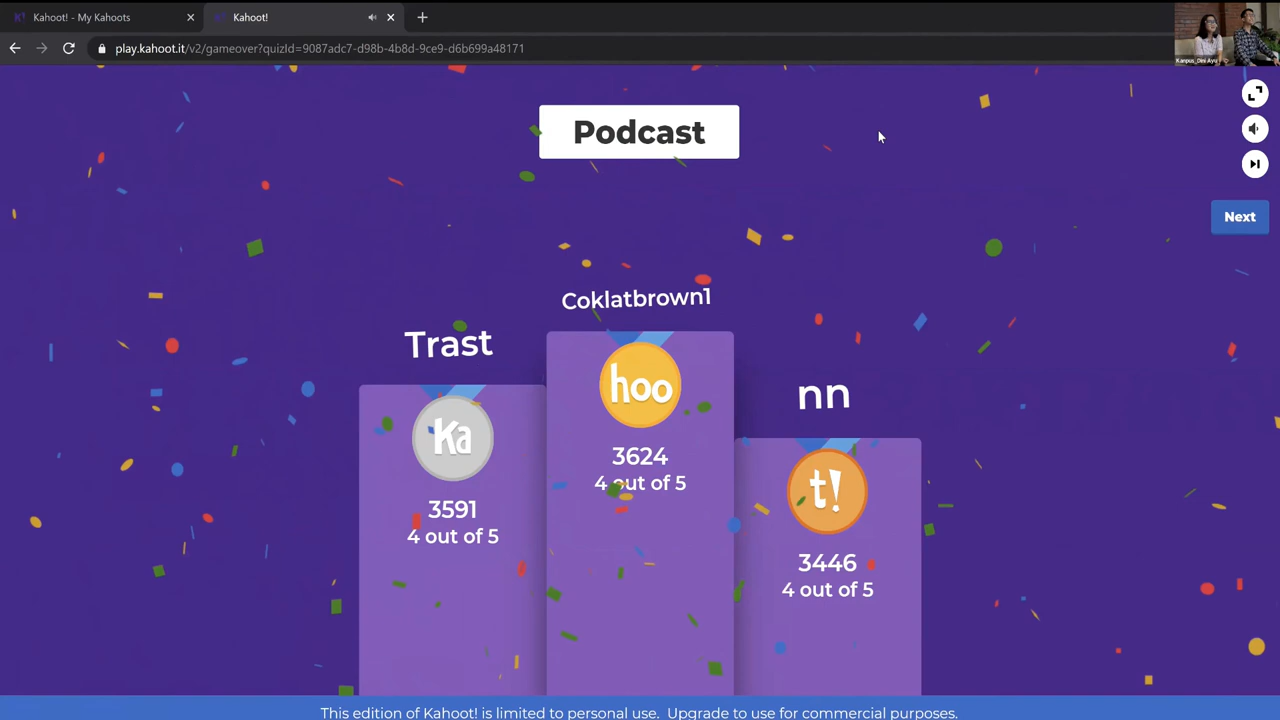 Kahoot! - My Kahoots
Kahoot!
play.kahoot.it/v2/gameover?quizId=9087adc7-d98b-4b8d-9ce9-d6b699a48171
Kanpus_Dini Ayu
Podcast
Next
Coklatbrown1
Trast
nn
hoo
Ka
t!
3624
4 out of 5
3591
4 out of 5
3446
4 out of 5
This edition of Kahoot! is limited to personal use. Upgrade to use for commercial purposes.